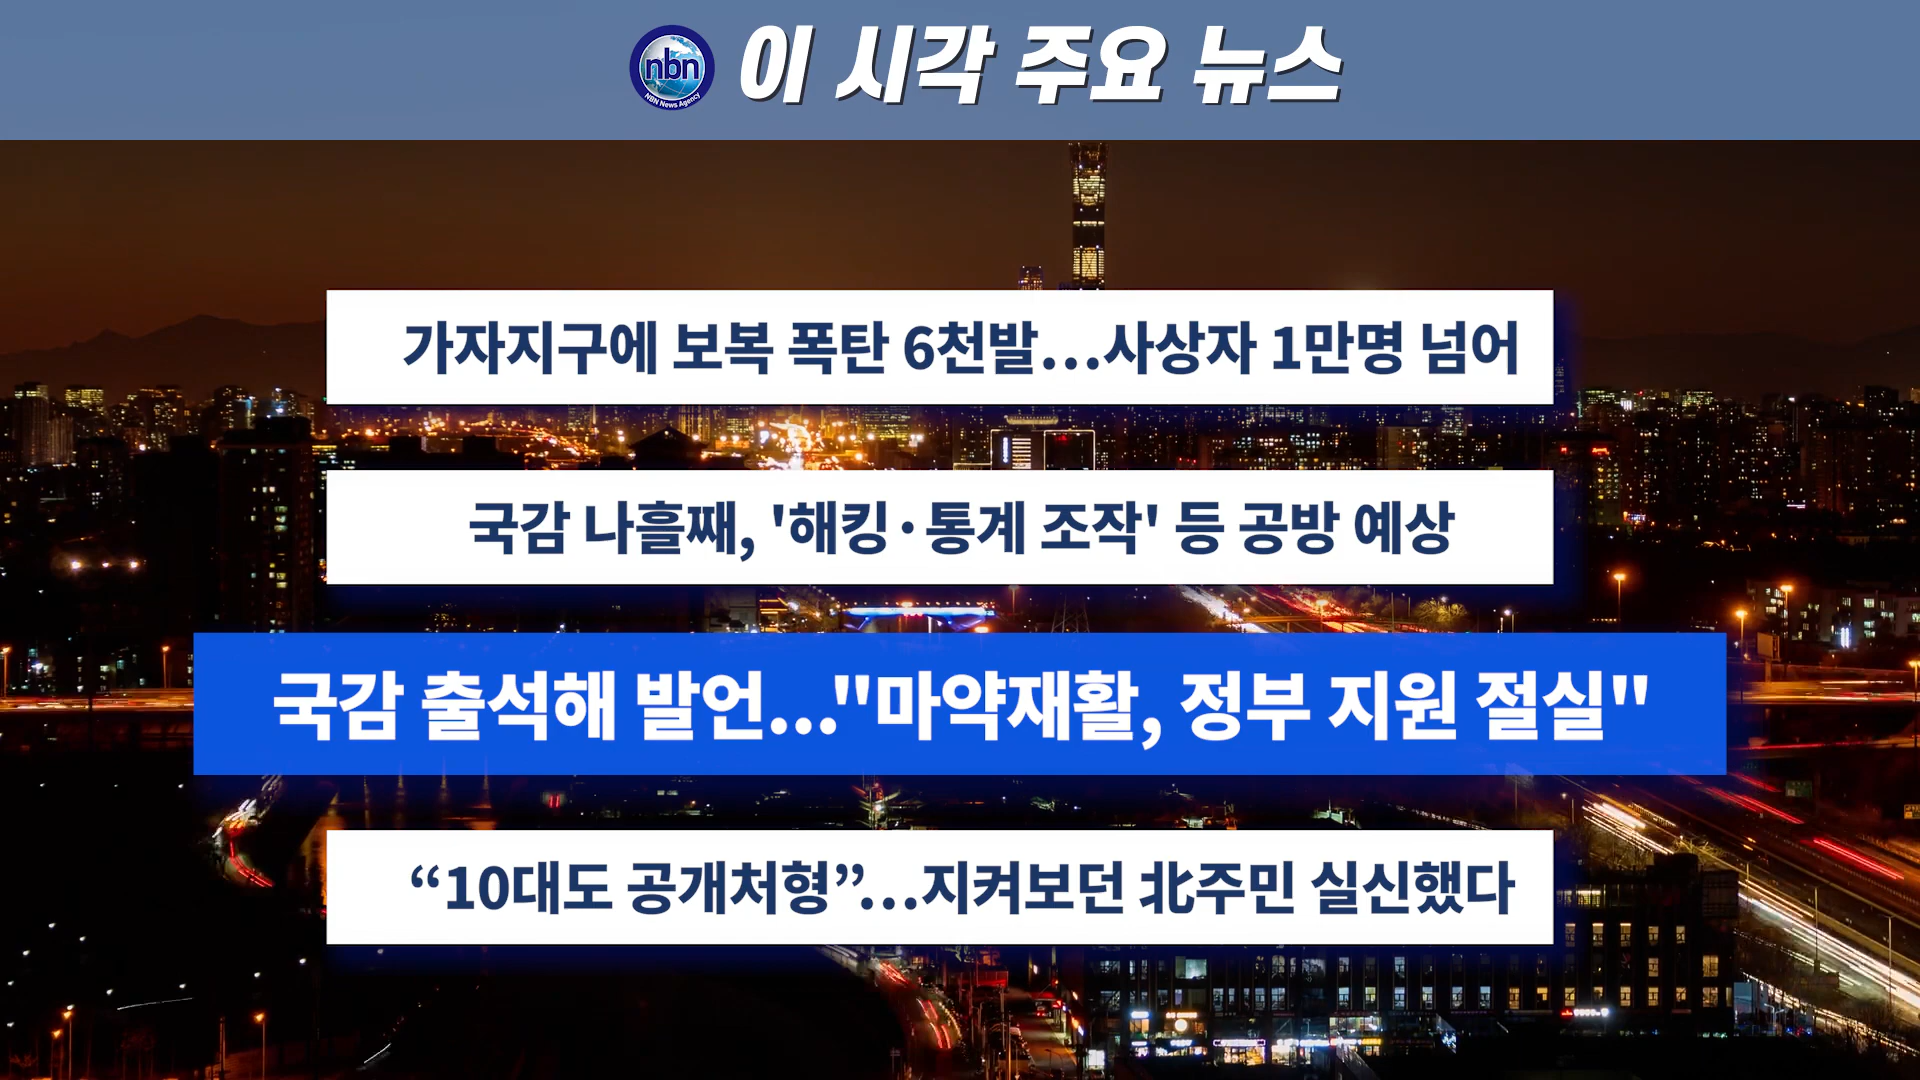 nbn
NBN News Agency
이 시각 주요 뉴스
가자지구에 보복 폭탄 6천발...사상자 1만명 넘어
국감 나흘째, '해킹·통계 조작' 등 공방 예상
국감 출석해 발언..."마약재활, 정부 지원 절실"
“10대도 공개처형”...지켜보던 北주민 실신했다